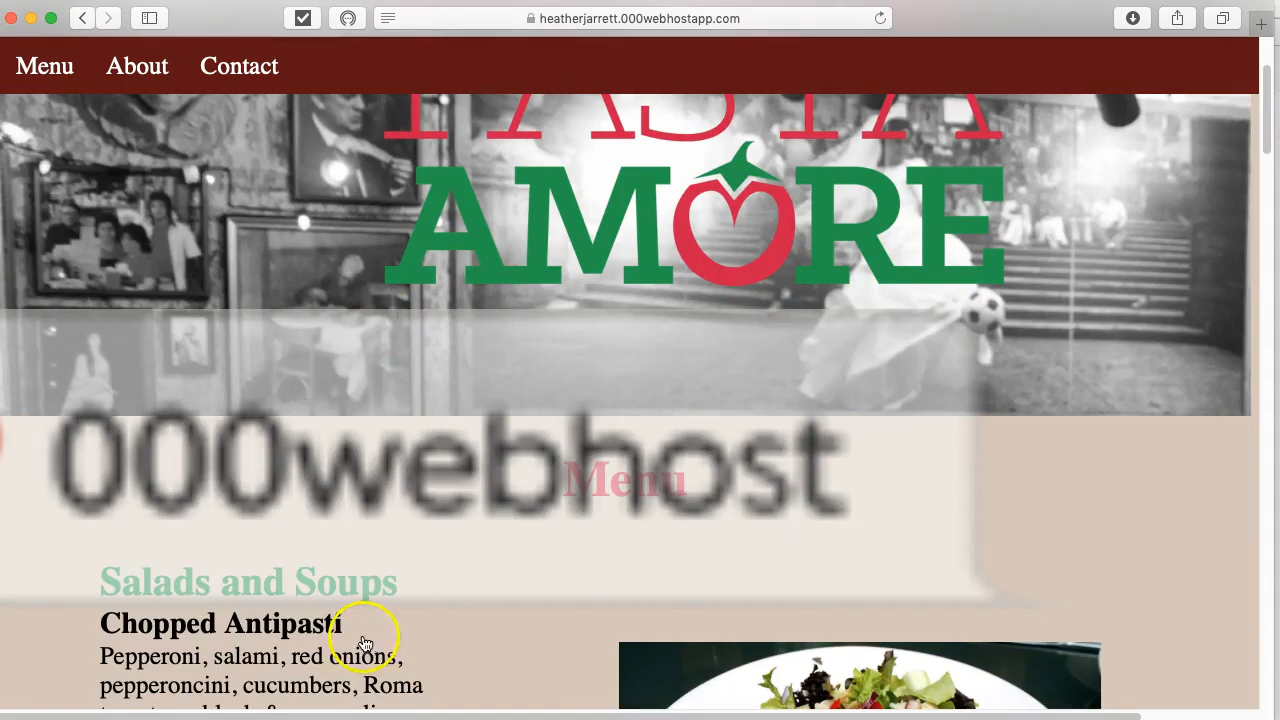 heatherjarrett.000webhostapp.com
Menu About Contact
PASTA
AMORE
000webhost
Menu
Salads and Soups
Chopped Antipasti
Pepperoni, salami, red onions,
pepperoncini, cucumbers, Roma